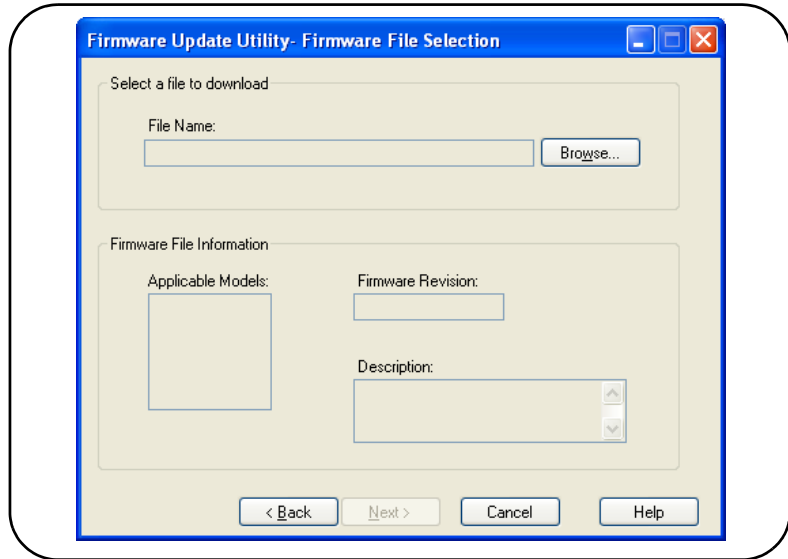 Firmware Update Utility- Firmware File Selection
Select a file to download
File Name:
Browse...
Firmware File Information
Applicable Models:
Firmware Revision:
Description:
< Back
Next >
Cancel
Help